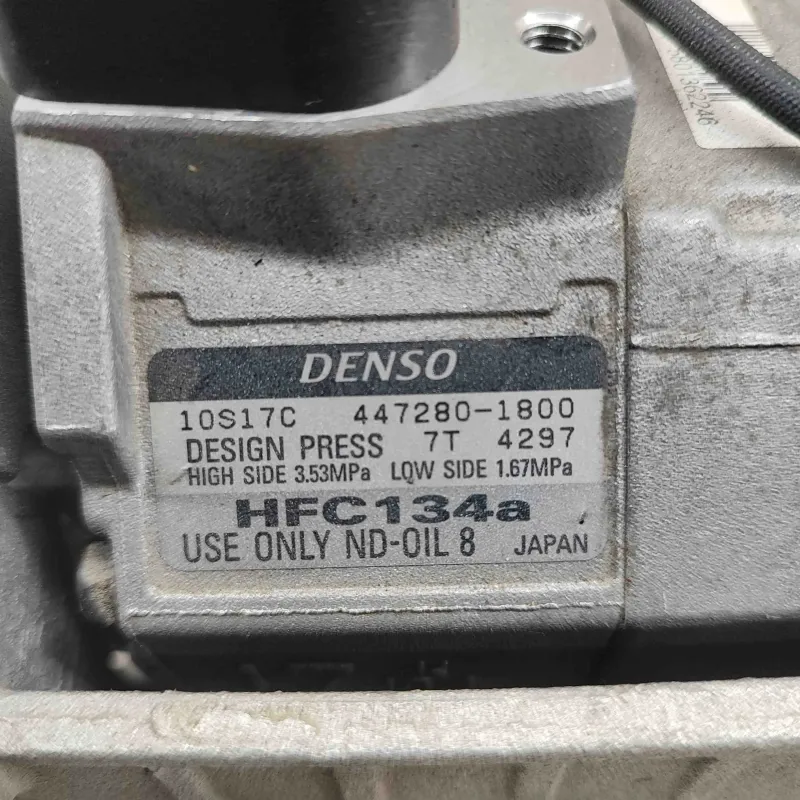 5801362246
DENSO
10S17C 447280-1800
DESIGN PRESS 7T 4297
HIGH SIDE 3.53MPa LOW SIDE 1.67MPa
HFC134a
USE ONLY ND-OIL 8 JAPAN